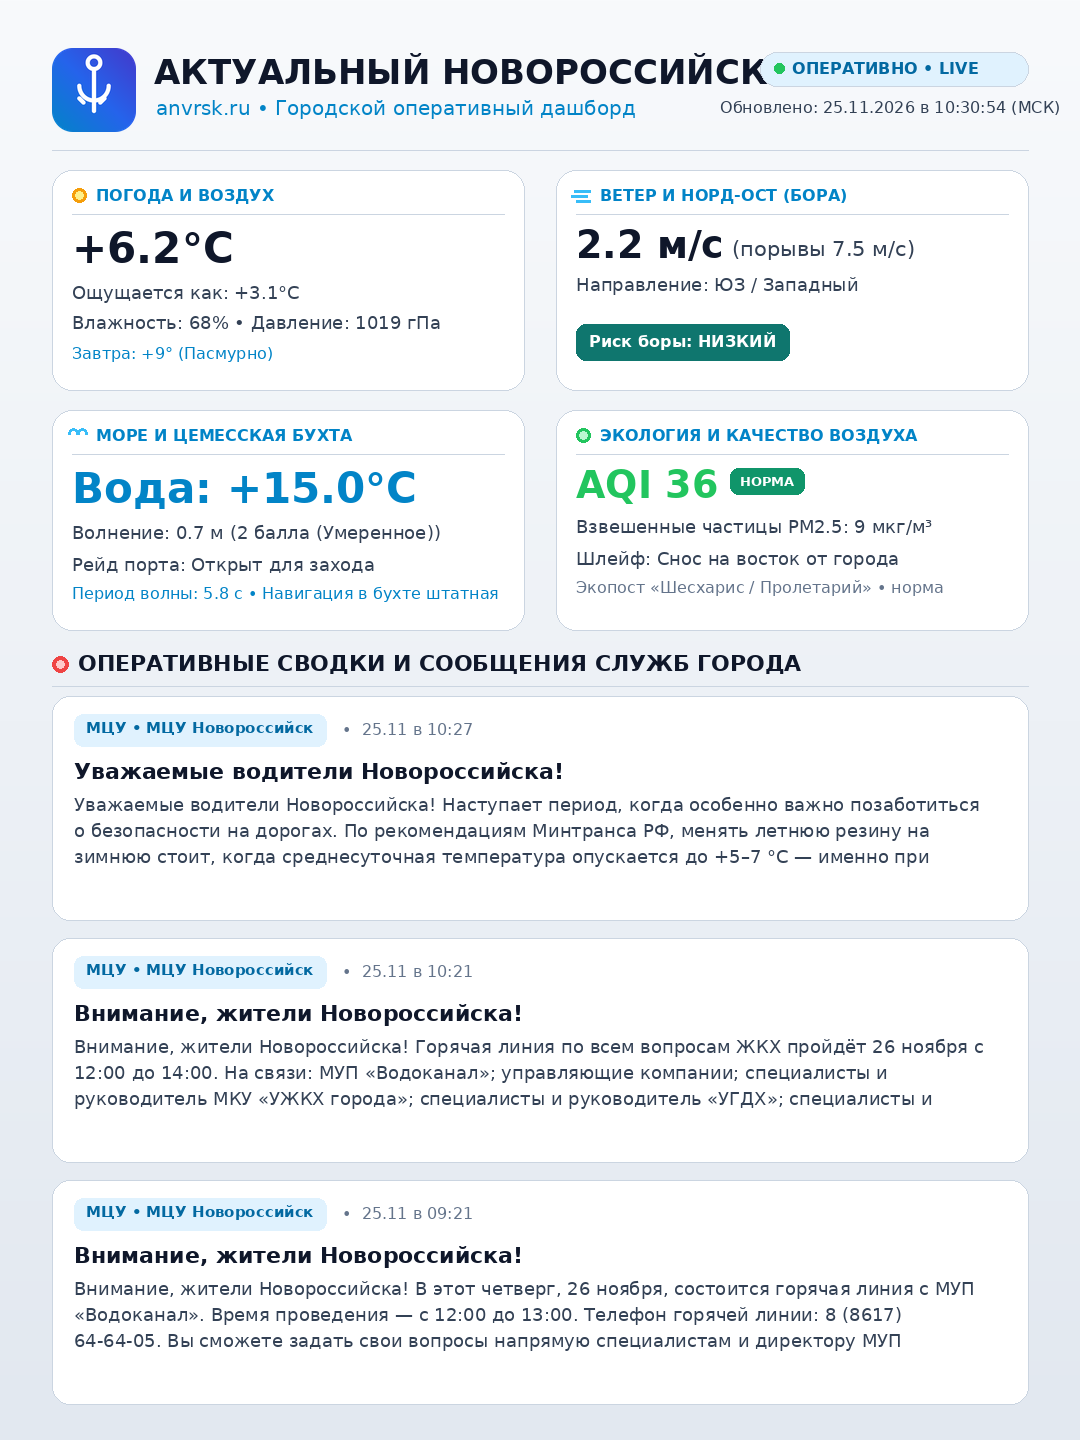 АКТУАЛЬНЫЙ НОВОРОССИЙСК
ОПЕРАТИВНО • LIVE
anvrsk.ru • Городской оперативный дашборд
Обновлено: 25.11.2026 в 10:30:54 (МСК)
ПОГОДА И ВОЗДУХ
+6.2°C
Ощущается как: +3.1°C
Влажность: 68% • Давление: 1019 гПа
Завтра: +9° (Пасмурно)
ВЕТЕР И НОРД-ОСТ (БОРА)
2.2 м/с (порывы 7.5 м/с)
Направление: ЮЗ / Западный
Риск боры: НИЗКИЙ
МОРЕ И ЦЕМЕССКАЯ БУХТА
Вода: +15.0°C
Волнение: 0.7 м (2 балла (Умеренное))
Рейд порта: Открыт для захода
Период волны: 5.8 с • Навигация в бухте штатная
ЭКОЛОГИЯ И КАЧЕСТВО ВОЗДУХА
AQI 36 НОРМА
Взвешенные частицы PM2.5: 9 мкг/м³
Шлейф: Снос на восток от города
Экопост «Шесхарис / Пролетарий» • норма
ОПЕРАТИВНЫЕ СВОДКИ И СООБЩЕНИЯ СЛУЖБ ГОРОДА
МЦУ • МЦУ Новороссийск • 25.11 в 10:27
Уважаемые водители Новороссийска!
Уважаемые водители Новороссийска! Наступает период, когда особенно важно позаботиться
о безопасности на дорогах. По рекомендациям Минтранса РФ, менять летнюю резину на
зимнюю стоит, когда среднесуточная температура опускается до +5–7 °C — именно при
МЦУ • МЦУ Новороссийск • 25.11 в 10:21
Внимание, жители Новороссийска!
Внимание, жители Новороссийска! Горячая линия по всем вопросам ЖКХ пройдёт 26 ноября с
12:00 до 14:00. На связи: МУП «Водоканал»; управляющие компании; специалисты и
руководитель МКУ «УЖКХ города»; специалисты и руководитель «УГДХ»; специалисты и
МЦУ • МЦУ Новороссийск • 25.11 в 09:21
Внимание, жители Новороссийска!
Внимание, жители Новороссийска! В этот четверг, 26 ноября, состоится горячая линия с МУП
«Водоканал». Время проведения — с 12:00 до 13:00. Телефон горячей линии: 8 (8617)
64-64-05. Вы сможете задать свои вопросы напрямую специалистам и директору МУП